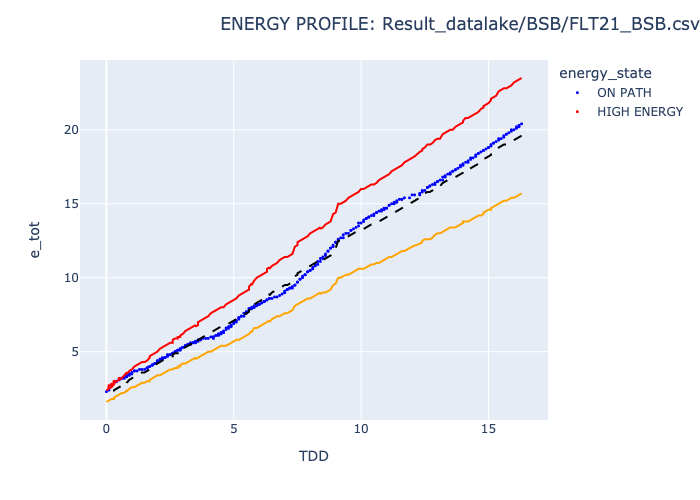 ENERGY PROFILE: Result_datalake/BSB/FLT21_BSB.csv
energy_state
ON PATH
HIGH ENERGY
e_tot
20
15
10
5
0
5
10
15
TDD